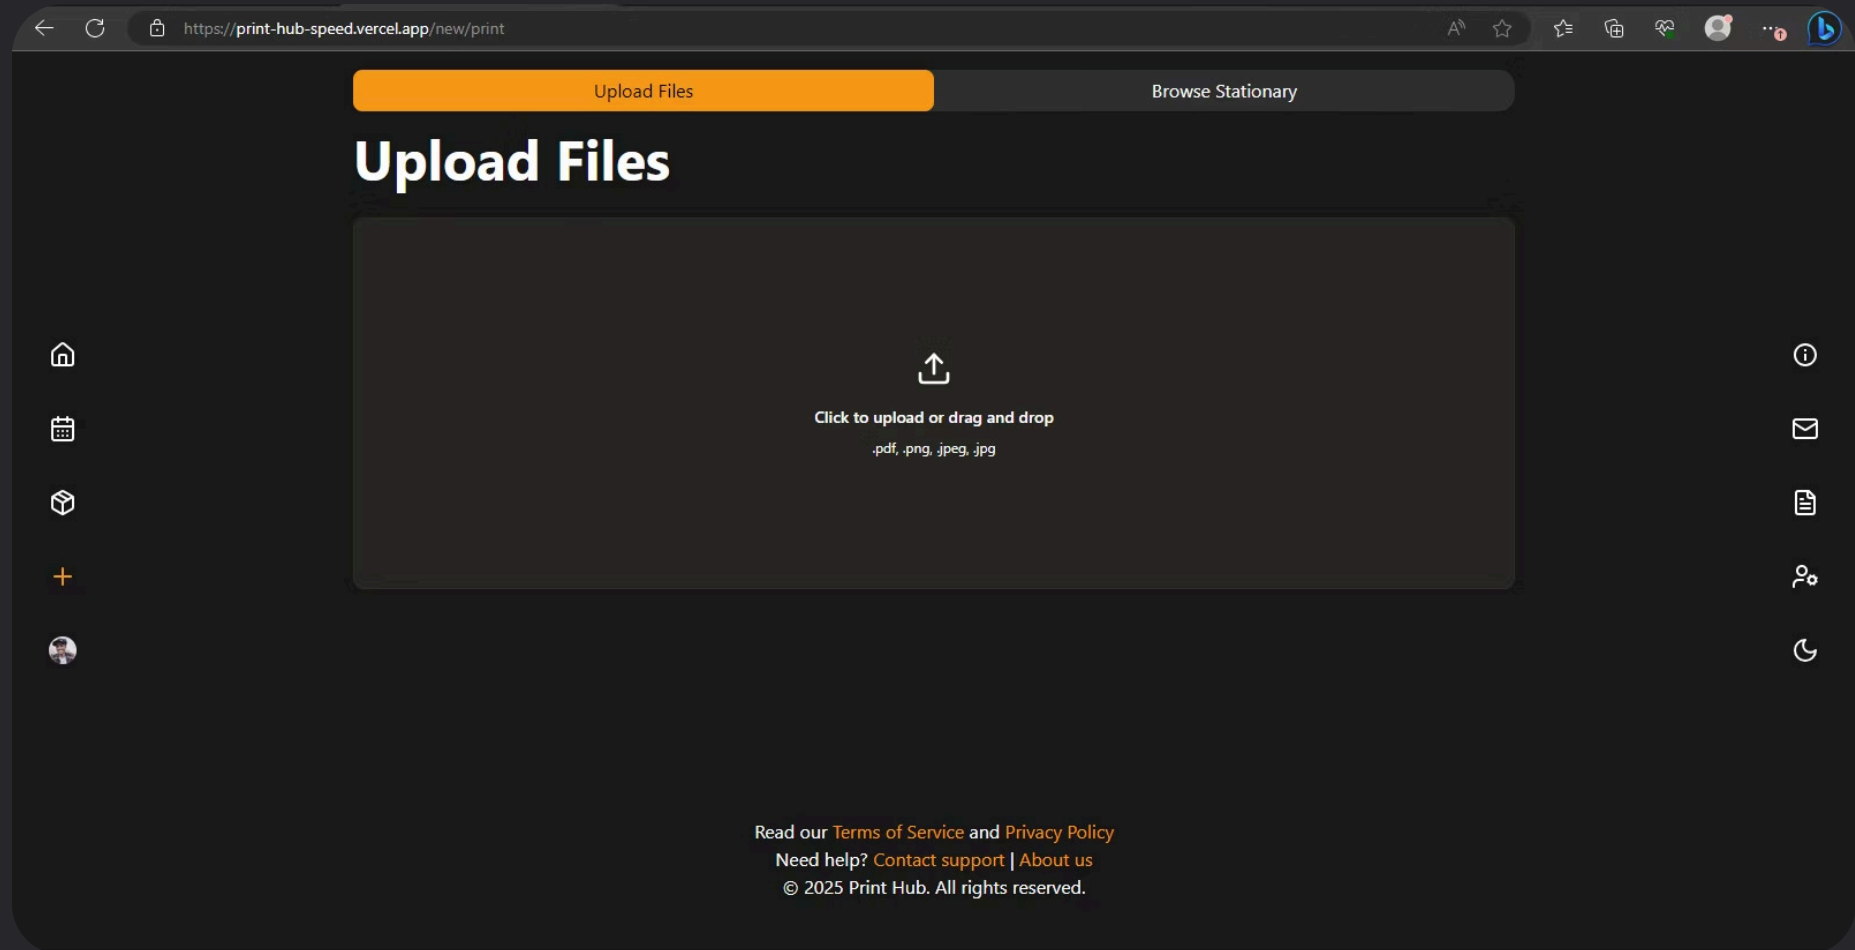 https://print-hub-speed.vercel.app/new/print
Upload Files
Browse Stationary
Upload Files
Click to upload or drag and drop
.pdf, .png, .jpeg, .jpg
Read our Terms of Service and Privacy Policy
Need help? Contact support | About us
© 2025 Print Hub. All rights reserved.